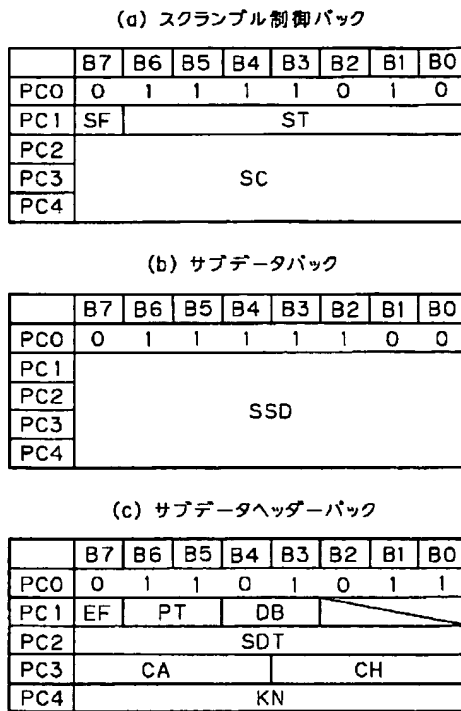 (a) スクランブル制御パック
B7 B6 B5 B4 B3 B2 B1 B0
PC0 0 1 1 1 1 0 1 0
PC1 SF ST
PC2
PC3 SC
PC4
(b) サブデータパック
B7 B6 B5 B4 B3 B2 B1 B0
PC0 0 1 1 1 1 1 0 0
PC1
PC2
SSD
PC3
PC4
(c) サブデータヘッダーパック
B7 B6 B5 B4 B3 B2 B1 B0
PC0 0 1 1 0 1 0 1 1
PC1 EF PT DB
PC2 SDT
PC3 CA CH
PC4 KN